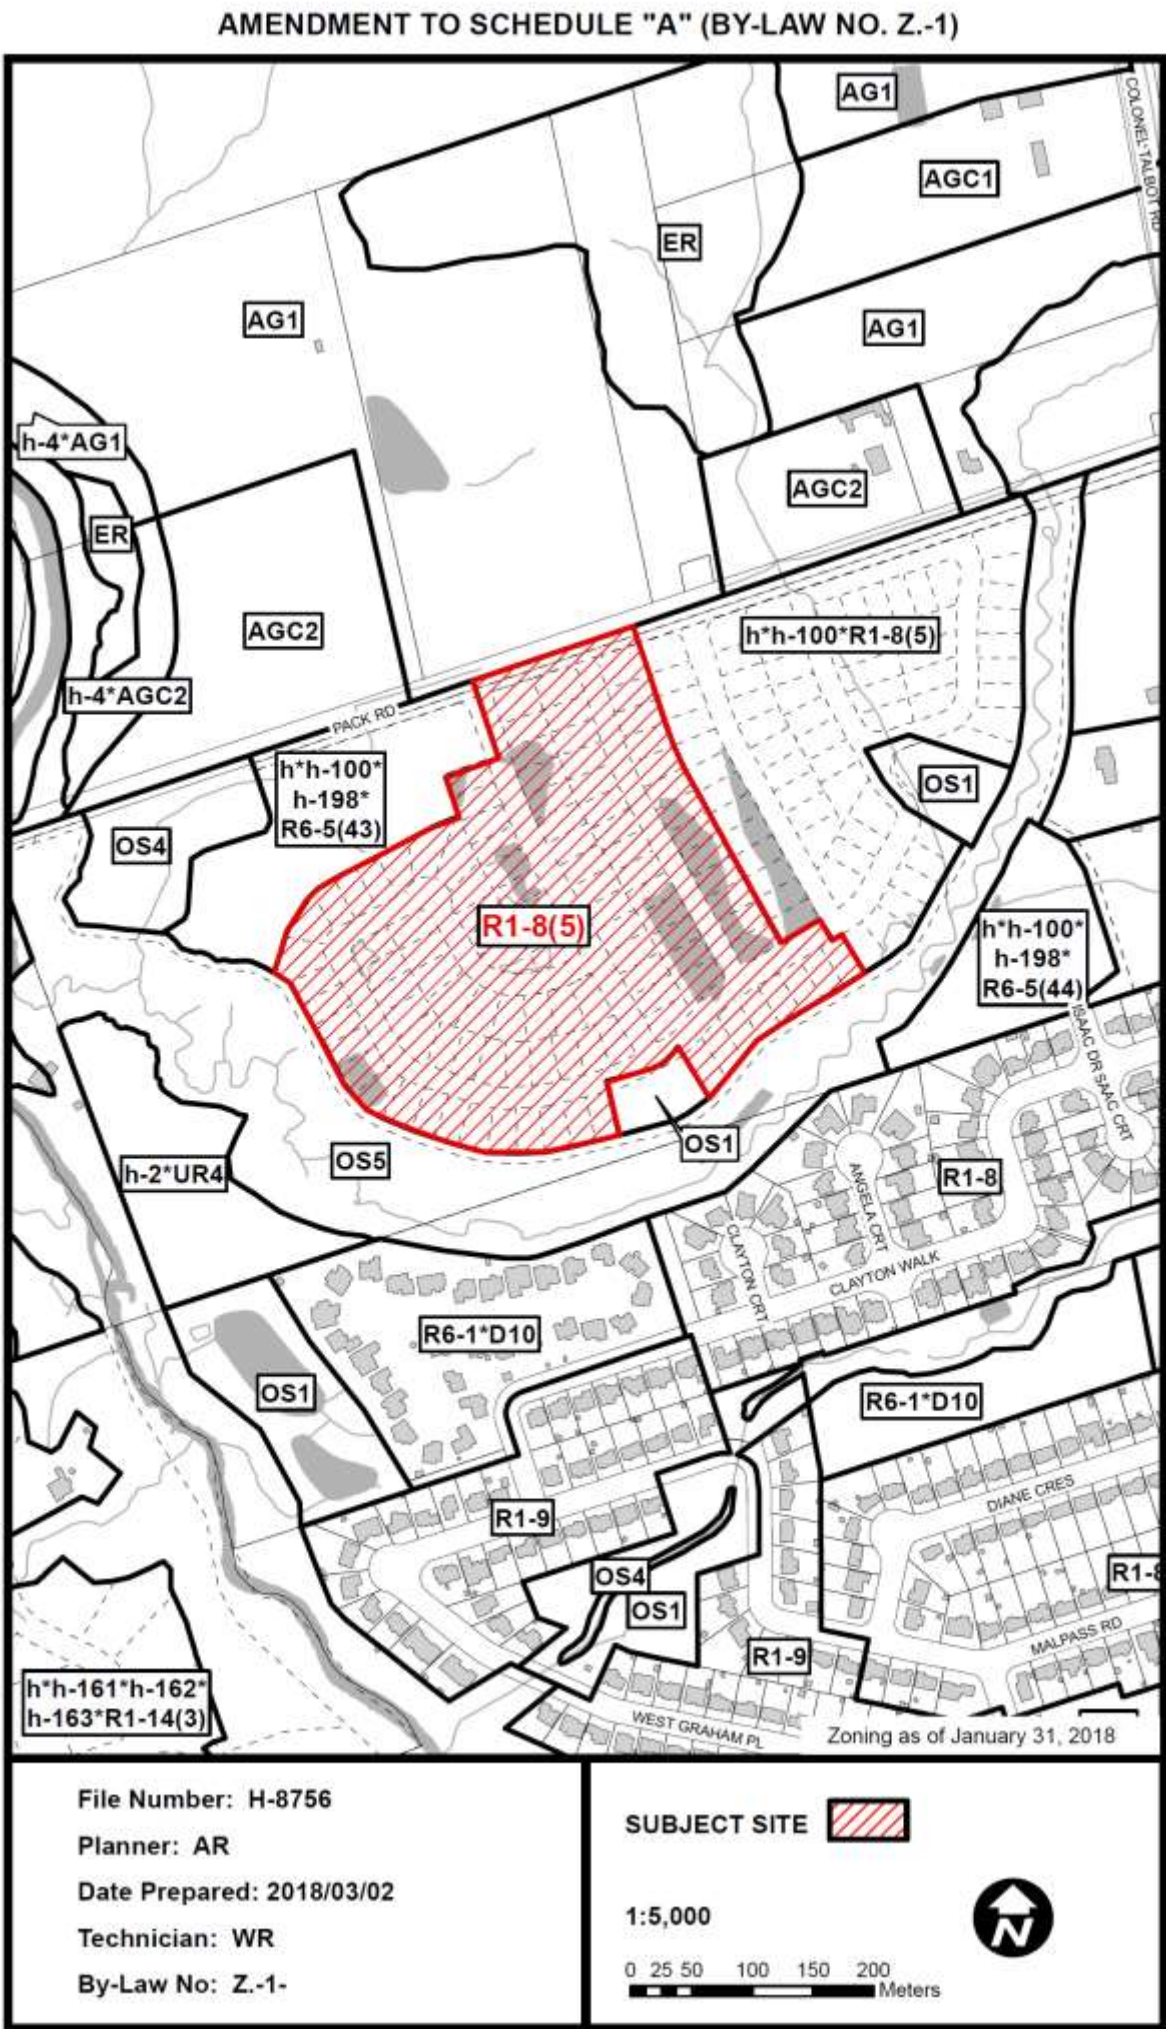 AMENDMENT TO SCHEDULE "A" (BY-LAW NO. Z.-1)
AG1
COLONEL TALBOT RD
AGC1
ER
AG1
AG1
h-4*AG1
AGC2
ER
AGC2
h*h-100*R1-8(5)
h-4*AGC2
PACK RD
h*h-100*
h-198*
R6-5(43)
OS1
OS4
R1-8(5)
h*h-100*
h-198*
R6-5(44)
ISAAC DR
ISAAC CRT
OS1
OS5
h-2*UR4
R1-8
ANGELA CRT
CLAYTON CRT
CLAYTON WALK
R6-1*D10
OS1
R6-1*D10
DIANE CRES
R1-9
OS4
R1-8
OS1
MALPASS RD
R1-9
h*h-161*h-162*
h-163*R1-14(3)
WEST GRAHAM PL
Zoning as of January 31, 2018
File Number: H-8756
Planner: AR
Date Prepared: 2018/03/02
Technician: WR
By-Law No: Z.-1-
SUBJECT SITE
1:5,000
N
0 25 50 100 150 200
Meters